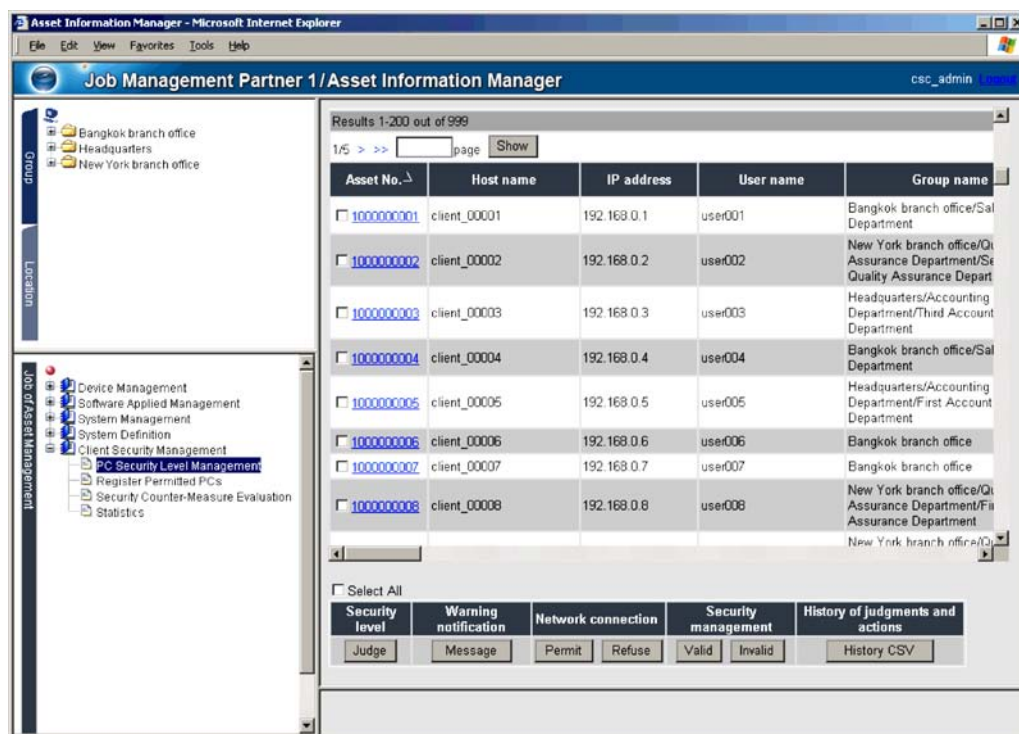 Asset Information Manager - Microsoft Internet Explorer
File Edit View Favorites Tools Help
Job Management Partner 1/Asset Information Manager
csc_admin Logout
Group
Location
Bangkok branch office
Headquarters
New York branch office
Job of Asset Management
Device Management
Software Applied Management
System Management
System Definition
Client Security Management
PC Security Level Management
Register Permitted PCs
Security Counter-Measure Evaluation
Statistics
Results 1-200 out of 999
1/5 > >> page Show
Asset No. Host name IP address User name Group name
1000000001 client_00001 192.168.0.1 user001 Bangkok branch office/Sal
Department
1000000002 client_00002 192.168.0.2 user002 New York branch office/Qu
Assurance Department/Se
Quality Assurance Depart
1000000003 client_00003 192.168.0.3 user003 Headquarters/Accounting
Department/Third Account
Department
1000000004 client_00004 192.168.0.4 user004 Bangkok branch office/Sal
Department
1000000005 client_00005 192.168.0.5 user005 Headquarters/Accounting
Department/First Account
Department
1000000006 client_00006 192.168.0.6 user006 Bangkok branch office
1000000007 client_00007 192.168.0.7 user007 Bangkok branch office
1000000008 client_00008 192.168.0.8 user008 New York branch office/Qu
Assurance Department/Fi
Assurance Department
New York branch office/Qu
Select All
Security level Warning notification Network connection Security management History of judgments and actions
Judge Message Permit Refuse Valid Invalid History CSV